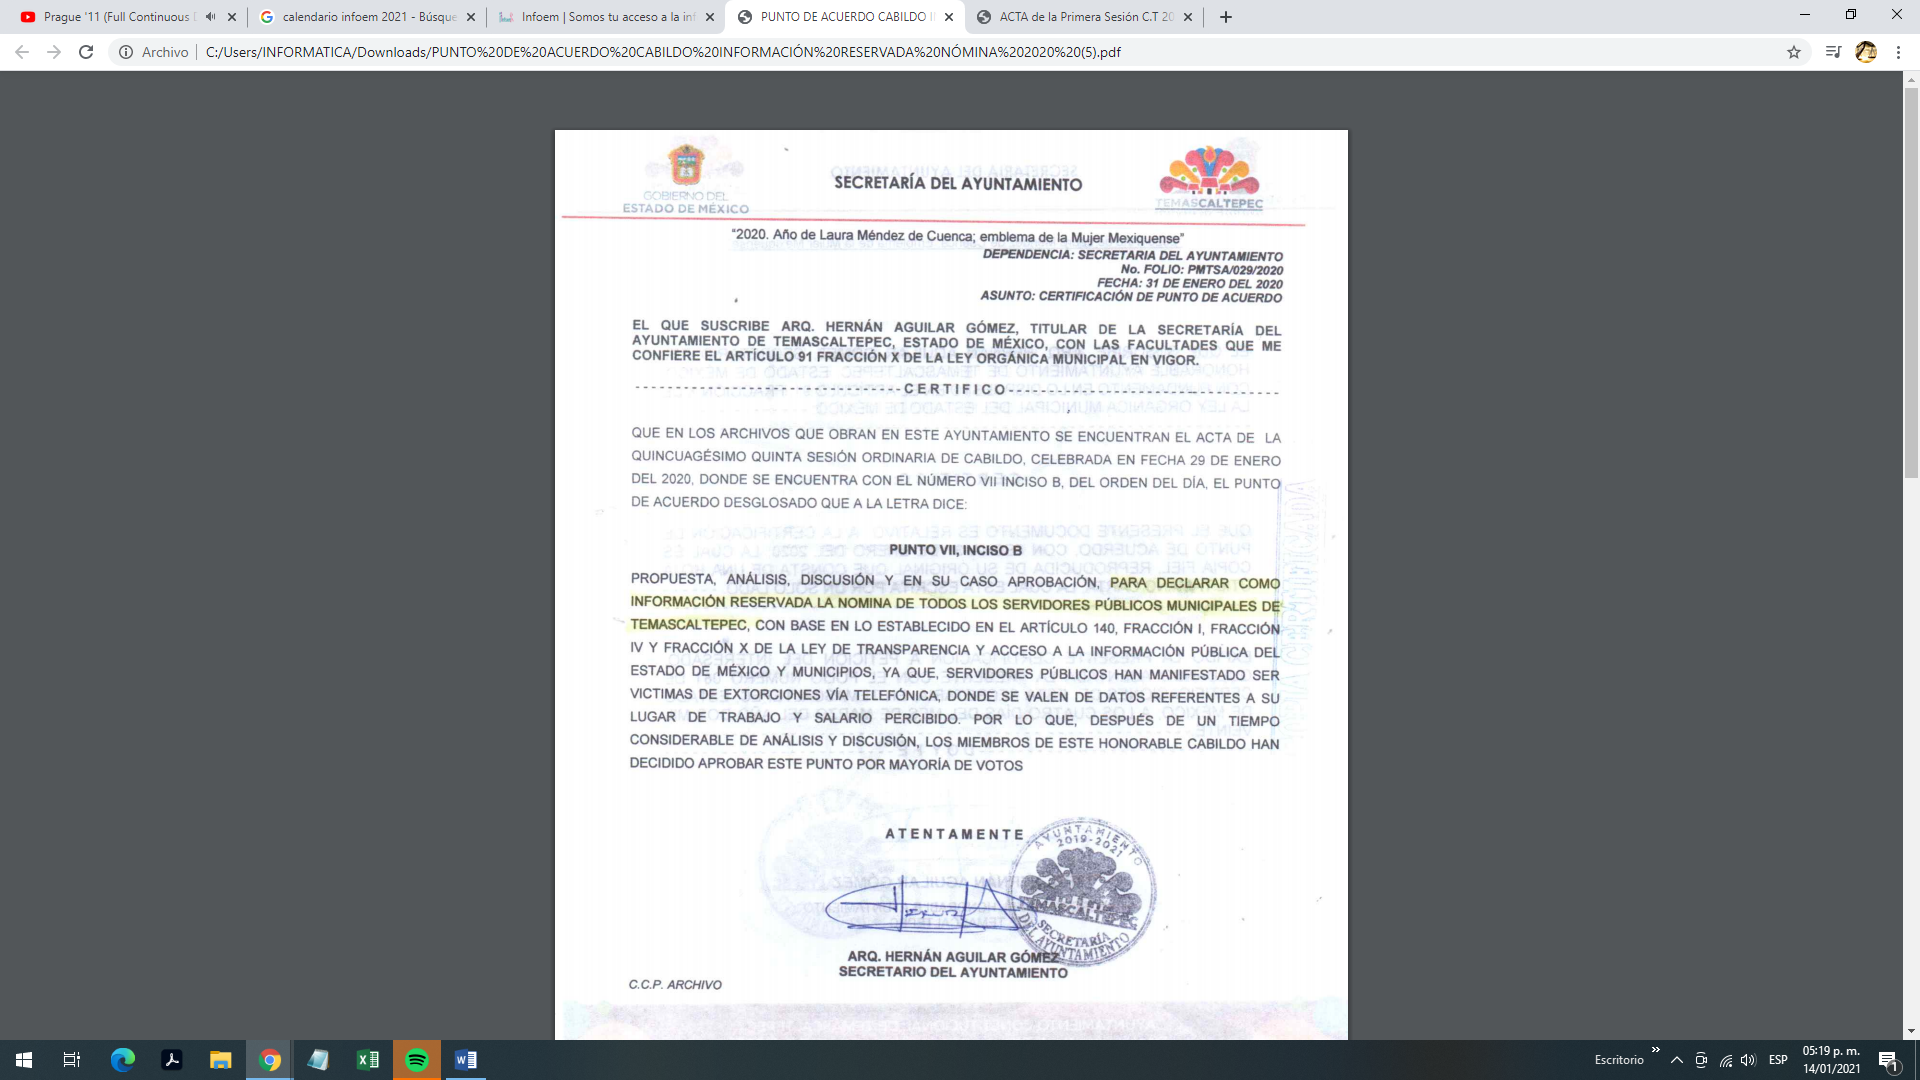 Prague '11 (Full Continuous
calendario infoem 2021 - Búsque
Infoem | Somos tu acceso a la inf
PUNTO DE ACUERDO CABILDO I
ACTA de la Primera Sesión C.T 20
Archivo
C:/Users/INFORMATICA/Downloads/PUNTO%20DE%20ACUERDO%20CABILDO%20INFORMACIÓN%20RESERVADA%20NÓMINA%202020%20(5).pdf
GOBIERNO DEL
ESTADO DE MÉXICO
SECRETARÍA DEL AYUNTAMIENTO
TEMASCALTEPEC
"2020. Año de Laura Méndez de Cuenca; emblema de la Mujer Mexiquense"
DEPENDENCIA: SECRETARIA DEL AYUNTAMIENTO
No. FOLIO: PMTSA/029/2020
FECHA: 31 DE ENERO DEL 2020
ASUNTO: CERTIFICACIÓN DE PUNTO DE ACUERDO
EL QUE SUSCRIBE ARQ. HERNÁN AGUILAR GÓMEZ, TITULAR DE LA SECRETARÍA DEL
AYUNTAMIENTO DE TEMASCALTEPEC, ESTADO DE MÉXICO, CON LAS FACULTADES QUE ME
CONFIERE EL ARTÍCULO 91 FRACCIÓN X DE LA LEY ORGÁNICA MUNICIPAL EN VIGOR.
- - - C E R T I F I C O - - -
QUE EN LOS ARCHIVOS QUE OBRAN EN ESTE AYUNTAMIENTO SE ENCUENTRAN EL ACTA DE LA
QUINCUAGÉSIMO QUINTA SESIÓN ORDINARIA DE CABILDO, CELEBRADA EN FECHA 29 DE ENERO
DEL 2020, DONDE SE ENCUENTRA CON EL NÚMERO VII INCISO B, DEL ORDEN DEL DÍA, EL PUNTO
DE ACUERDO DESGLOSADO QUE A LA LETRA DICE:
PUNTO VII, INCISO B
PROPUESTA, ANÁLISIS, DISCUSIÓN Y EN SU CASO APROBACIÓN, PARA DECLARAR COMO
INFORMACIÓN RESERVADA LA NOMINA DE TODOS LOS SERVIDORES PÚBLICOS MUNICIPALES DE
TEMASCALTEPEC, CON BASE EN LO ESTABLECIDO EN EL ARTÍCULO 140, FRACCIÓN I, FRACCIÓN
IV Y FRACCIÓN X DE LA LEY DE TRANSPARENCIA Y ACCESO A LA INFORMACIÓN PÚBLICA DEL
ESTADO DE MÉXICO Y MUNICIPIOS, YA QUE, SERVIDORES PÚBLICOS HAN MANIFESTADO SER
VICTIMAS DE EXTORCIONES VÍA TELEFÓNICA, DONDE SE VALEN DE DATOS REFERENTES A SU
LUGAR DE TRABAJO Y SALARIO PERCIBIDO. POR LO QUE, DESPUÉS DE UN TIEMPO
CONSIDERABLE DE ANÁLISIS Y DISCUSIÓN, LOS MIEMBROS DE ESTE HONORABLE CABILDO HAN
DECIDIDO APROBAR ESTE PUNTO POR MAYORÍA DE VOTOS
A T E N T A M E N T E
AYUNTAMIENTO
2019-2021
TEMASCALTEPEC
SECRETARÍA
DEL AYUNTAMIENTO
ARQ. HERNÁN AGUILAR GÓMEZ
SECRETARIO DEL AYUNTAMIENTO
C.C.P. ARCHIVO
Escritorio
ESP
05:19 p. m.
14/01/2021
1